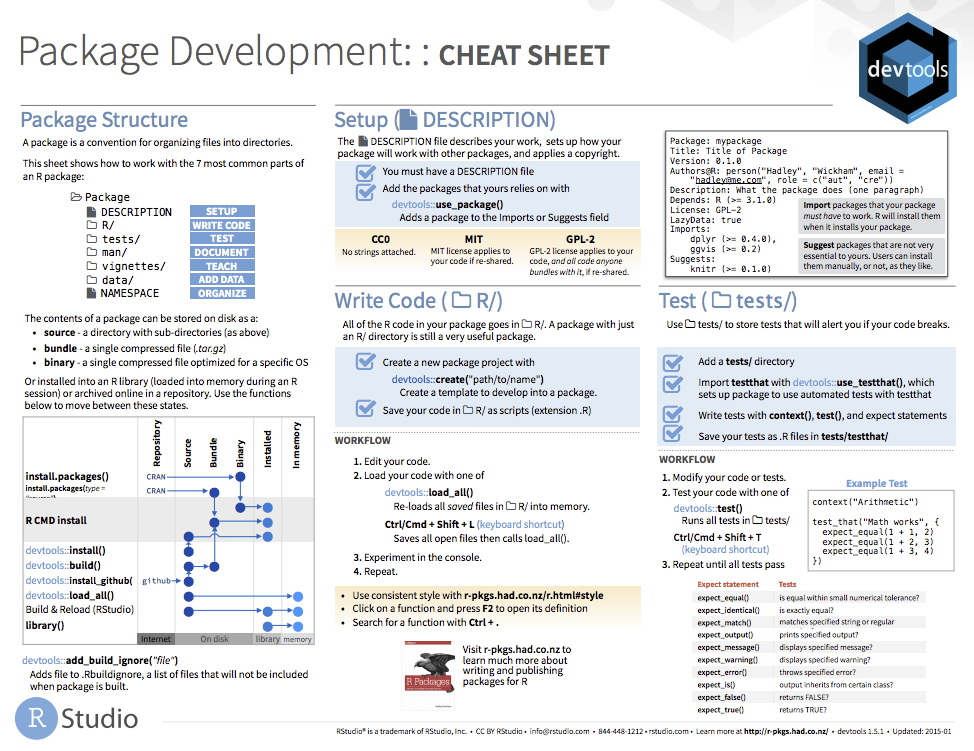 Package Development: : CHEAT SHEET
devtools
Package Structure
A package is a convention for organizing files into directories.
This sheet shows how to work with the 7 most common parts of
an R package:
Package
DESCRIPTION SETUP
R/ WRITE CODE
tests/ TEST
man/ DOCUMENT
vignettes/ TEACH
data/ ADD DATA
NAMESPACE ORGANIZE
The contents of a package can be stored on disk as a:
• source - a directory with sub-directories (as above)
• bundle - a single compressed file (.tar.gz)
• binary - a single compressed file optimized for a specific OS
Or installed into an R library (loaded into memory during an R
session) or archived online in a repository. Use the functions
below to move between these states.
Repository
Source
Bundle
Binary
Installed
In memory
install.packages() CRAN
install.packages(type = CRAN
R CMD install
devtools::install()
devtools::build()
devtools::install_github( github
devtools::load_all()
Build & Reload (RStudio)
library()
Internet On disk library memory
devtools::add_build_ignore("file")
Adds file to .Rbuildignore, a list of files that will not be included
when package is built.
Setup ( DESCRIPTION)
The DESCRIPTION file describes your work, sets up how your
package will work with other packages, and applies a copyright.
You must have a DESCRIPTION file
Add the packages that yours relies on with
devtools::use_package()
Adds a package to the Imports or Suggests field
CC0
No strings attached.
MIT
MIT license applies to
your code if re-shared.
GPL-2
GPL-2 license applies to your
code, and all code anyone
bundles with it, if re-shared.
Package: mypackage
Title: Title of Package
Version: 0.1.0
Authors@R: person("Hadley", "Wickham", email =
"hadley@me.com", role = c("aut", "cre"))
Description: What the package does (one paragraph)
Depends: R (>= 3.1.0)
License: GPL-2
LazyData: true
Imports:
dplyr (>= 0.4.0),
ggvis (>= 0.2)
Suggests:
knitr (>= 0.1.0)
Import packages that your package
must have to work. R will install them
when it installs your package.
Suggest packages that are not very
essential to yours. Users can install
them manually, or not, as they like.
Write Code ( R/)
All of the R code in your package goes in R/. A package with just
an R/ directory is still a very useful package.
Create a new package project with
devtools::create("path/to/name")
Create a template to develop into a package.
Save your code in R/ as scripts (extension .R)
WORKFLOW
1. Edit your code.
2. Load your code with one of
devtools::load_all()
Re-loads all saved files in R/ into memory.
Ctrl/Cmd + Shift + L (keyboard shortcut)
Saves all open files then calls load_all().
3. Experiment in the console.
4. Repeat.
• Use consistent style with r-pkgs.had.co.nz/r.html#style
• Click on a function and press F2 to open its definition
• Search for a function with Ctrl + .
R Packages
Visit r-pkgs.had.co.nz to
learn much more about
writing and publishing
packages for R
Test ( tests/)
Use tests/ to store tests that will alert you if your code breaks.
Add a tests/ directory
Import testthat with devtools::use_testthat(), which
sets up package to use automated tests with testthat
Write tests with context(), test(), and expect statements
Save your tests as .R files in tests/testthat/
WORKFLOW
1. Modify your code or tests.
2. Test your code with one of
devtools::test()
Runs all tests in tests/
Ctrl/Cmd + Shift + T
(keyboard shortcut)
3. Repeat until all tests pass
Example Test
context("Arithmetic")
test_that("Math works", {
expect_equal(1 + 1, 2)
expect_equal(1 + 2, 3)
expect_equal(1 + 3, 4)
})
Expect statement Tests
expect_equal() is equal within small numerical tolerance?
expect_identical() is exactly equal?
expect_match() matches specified string or regular
expect_output() prints specified output?
expect_message() displays specified message?
expect_warning() displays specified warning?
expect_error() throws specified error?
expect_is() output inherits from certain class?
expect_false() returns FALSE?
expect_true() returns TRUE?
R Studio
RStudio® is a trademark of RStudio, Inc. • CC BY RStudio • info@rstudio.com • 844-448-1212 • rstudio.com • Learn more at http://r-pkgs.had.co.nz/ • devtools 1.5.1 • Updated: 2015-01